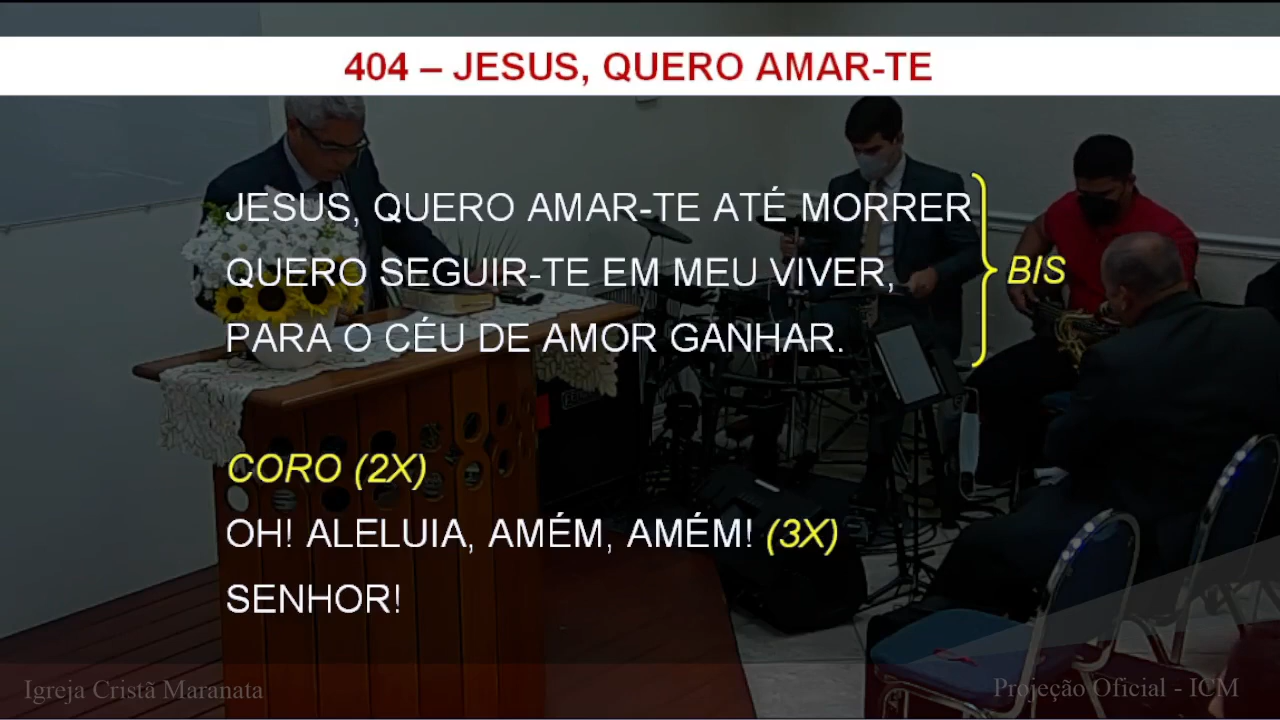 404 – JESUS, QUERO AMAR-TE
JESUS, QUERO AMAR-TE ATÉ MORRER
QUERO SEGUIR-TE EM MEU VIVER,
PARA O CÉU DE AMOR GANHAR.
BIS
CORO (2X)
OH! ALELUIA, AMÉM, AMÉM! (3X)
SENHOR!
Igreja Cristã Maranata
Projeção Oficial - ICM